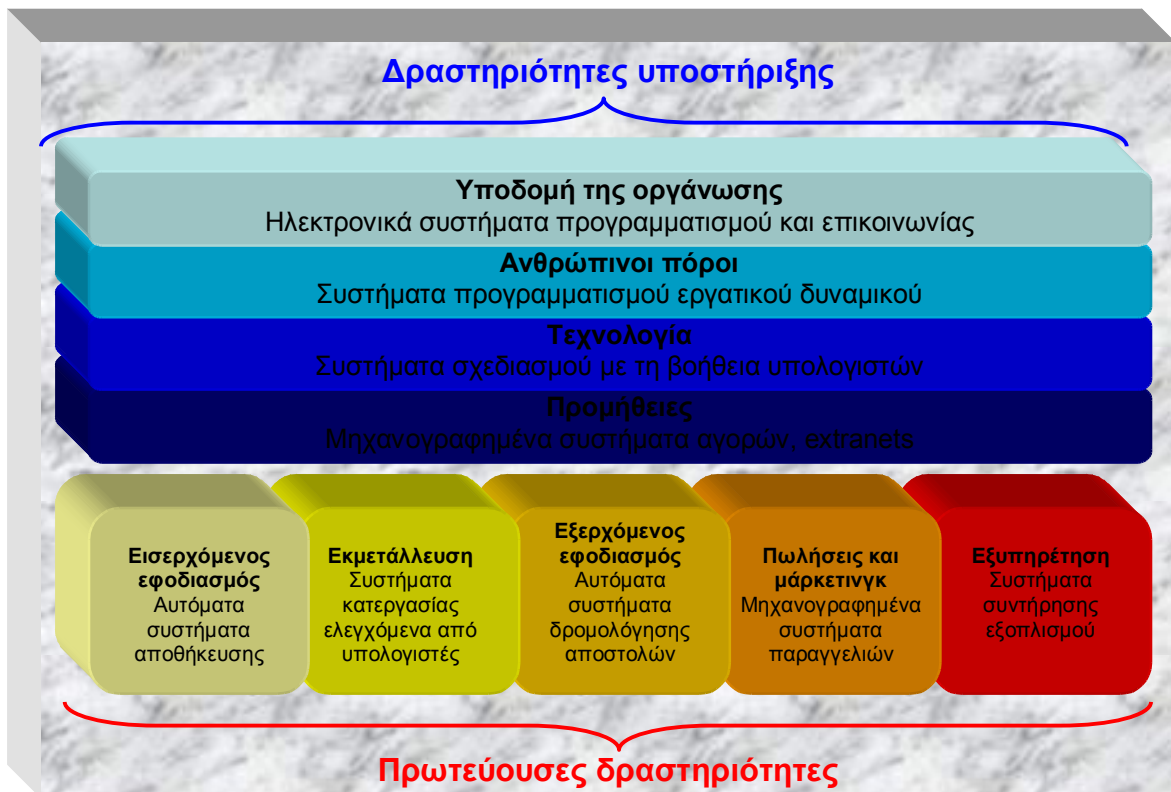 Δραστηριότητες υποστήριξης
Υποδομή της οργάνωσης
Ηλεκτρονικά συστήματα προγραμματισμού και επικοινωνίας
Ανθρώπινοι πόροι
Συστήματα προγραμματισμού εργατικού δυναμικού
Τεχνολογία
Συστήματα σχεδιασμού με τη βοήθεια υπολογιστών
Προμήθειες
Μηχανογραφημένα συστήματα αγορών, extranets
Εισερχόμενος
εφοδιασμός
Αυτόματα
συστήματα
αποθήκευσης
Εκμετάλλευση
Συστήματα
κατεργασίας
ελεγχόμενα από
υπολογιστές
Εξερχόμενος
εφοδιασμός
Αυτόματα
συστήματα
δρομολόγησης
αποστολών
Πωλήσεις και
μάρκετινγκ
Μηχανογραφημένα
συστήματα
παραγγελιών
Εξυπηρέτηση
Συστήματα
συντήρησης
εξοπλισμού
Πρωτεύουσες δραστηριότητες